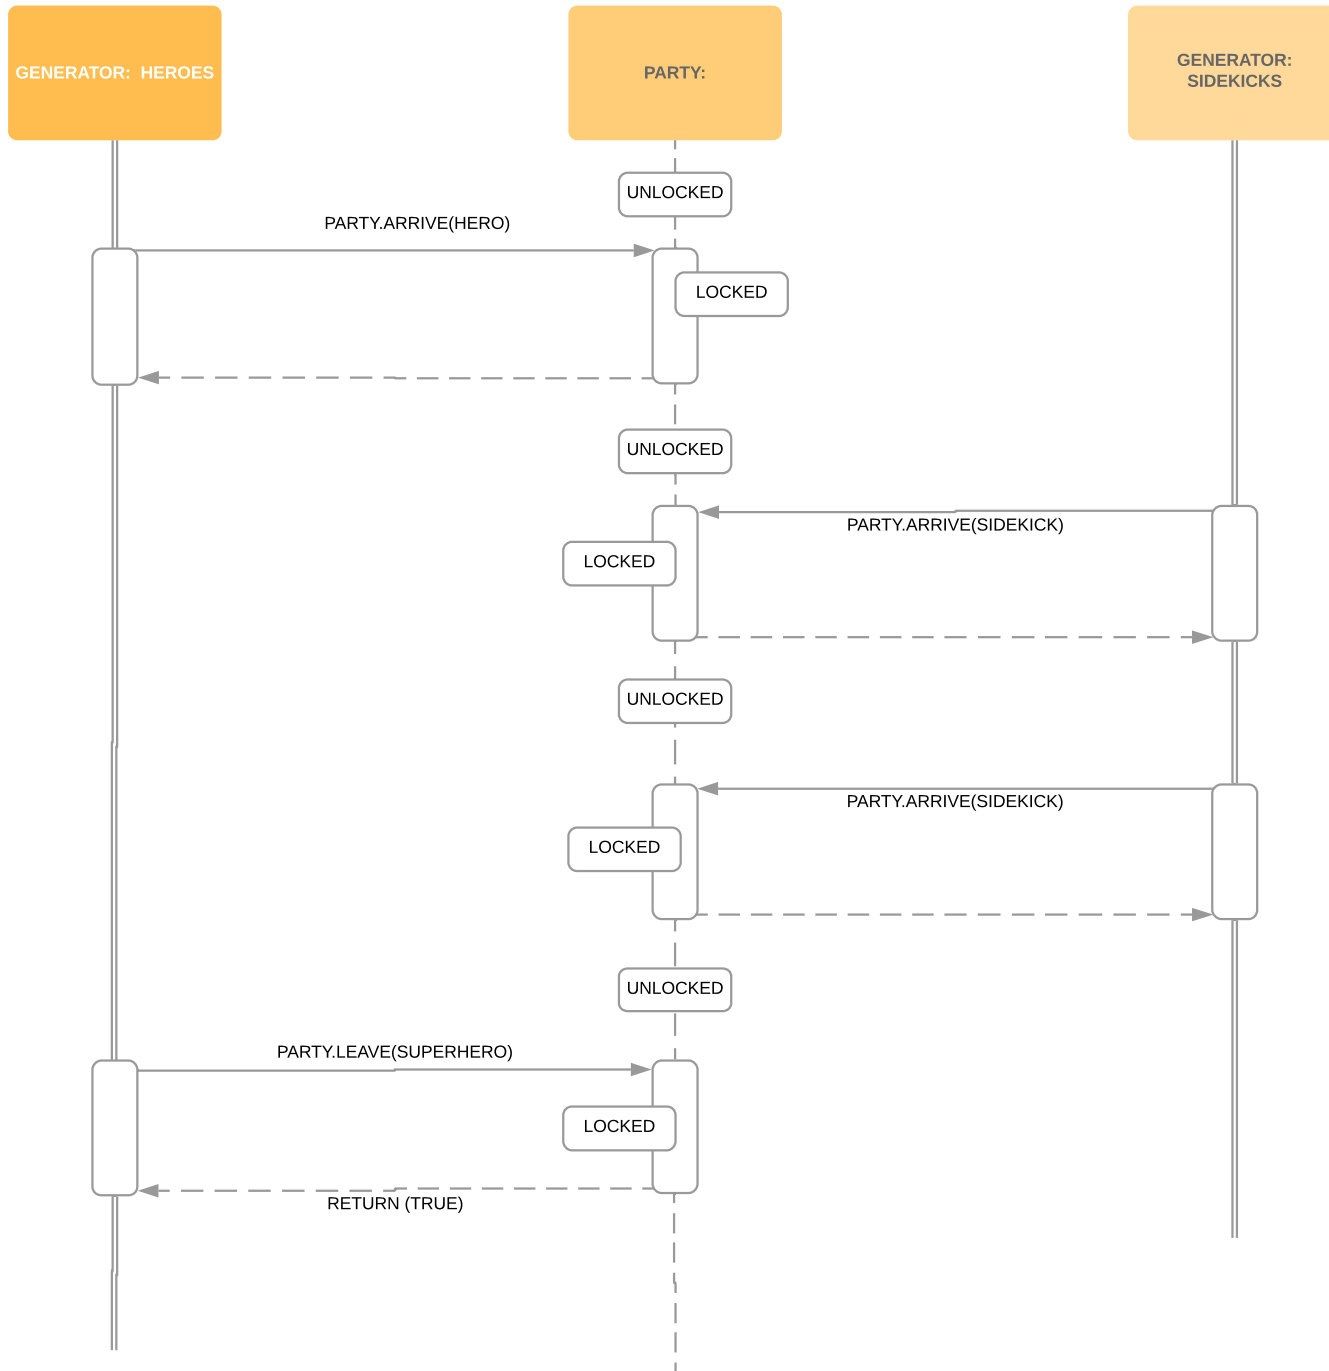 GENERATOR: HEROES
PARTY:
GENERATOR:
SIDEKICKS
UNLOCKED
PARTY.ARRIVE(HERO)
LOCKED
UNLOCKED
PARTY.ARRIVE(SIDEKICK)
LOCKED
UNLOCKED
PARTY.ARRIVE(SIDEKICK)
LOCKED
UNLOCKED
PARTY.LEAVE(SUPERHERO)
LOCKED
RETURN (TRUE)